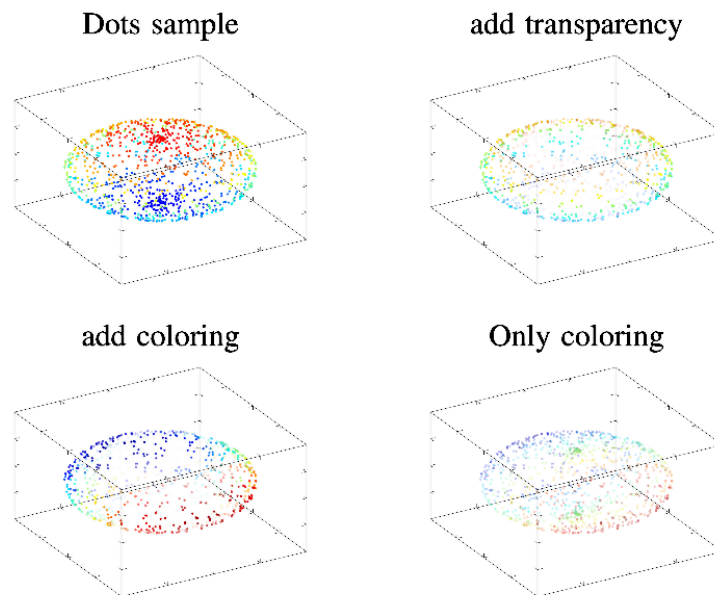 Dots sample
add transparency
add coloring
Only coloring